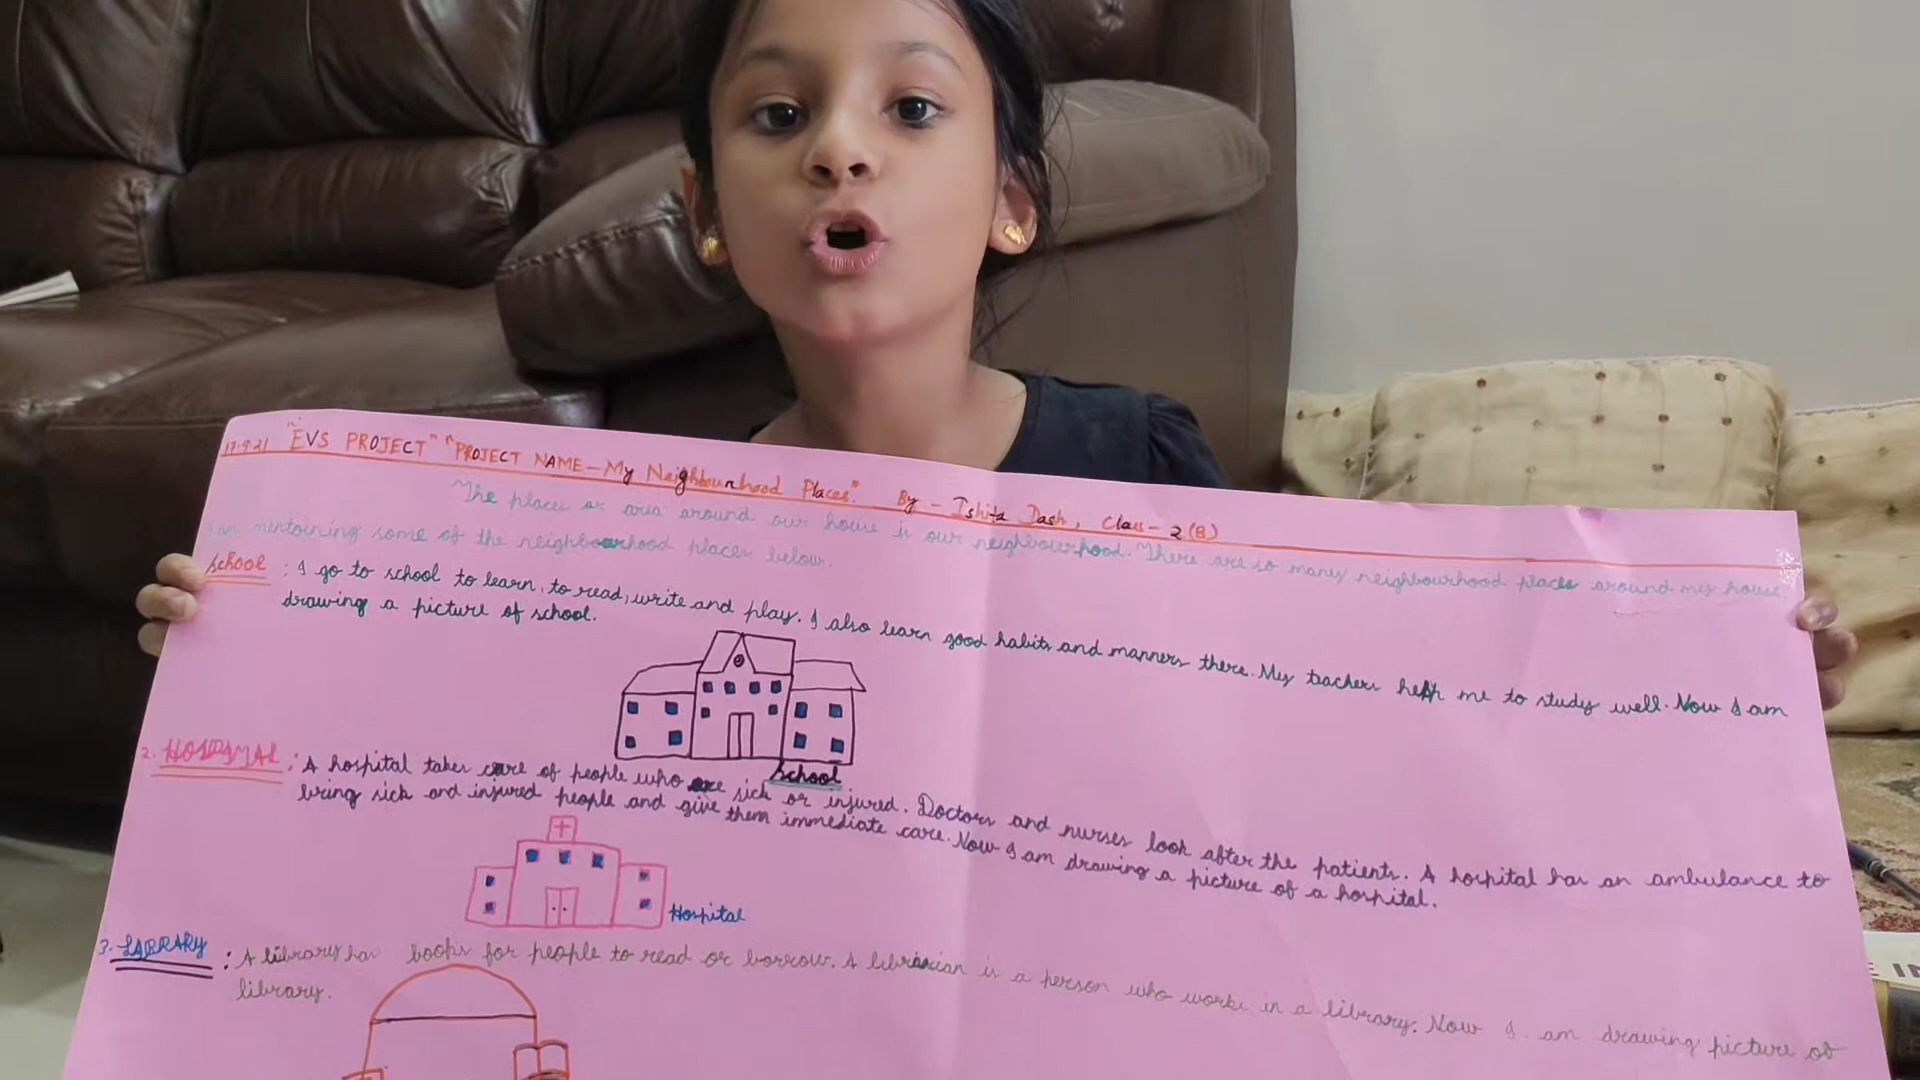 17.9.21 "EVS PROJECT" "PROJECT NAME - My Neighbourhood Places." By - Ishita Dash, Class - 2 (B)
The places or area around our house is our neighbourhood. There are so many neighbourhood places around my house.
I am mentoining some of the neighbourhood places below.
School : I go to school to learn, to read, write and play. I also learn good habits and manners there. My teachers help me to study well. Now I am
drawing a picture of school.
School
2. HOSPITAL : A hospital takes care of people who are sick or injured. Doctors and nurses look after the patients. A hospital has an ambulance to
bring sick and injured people and give them immediate care. Now I am drawing a picture of a hospital.
Hospital
3. LIBRARY : A library has books for people to read or borrow. A librarian is a person who works in a library. Now I am drawing picture of
library.